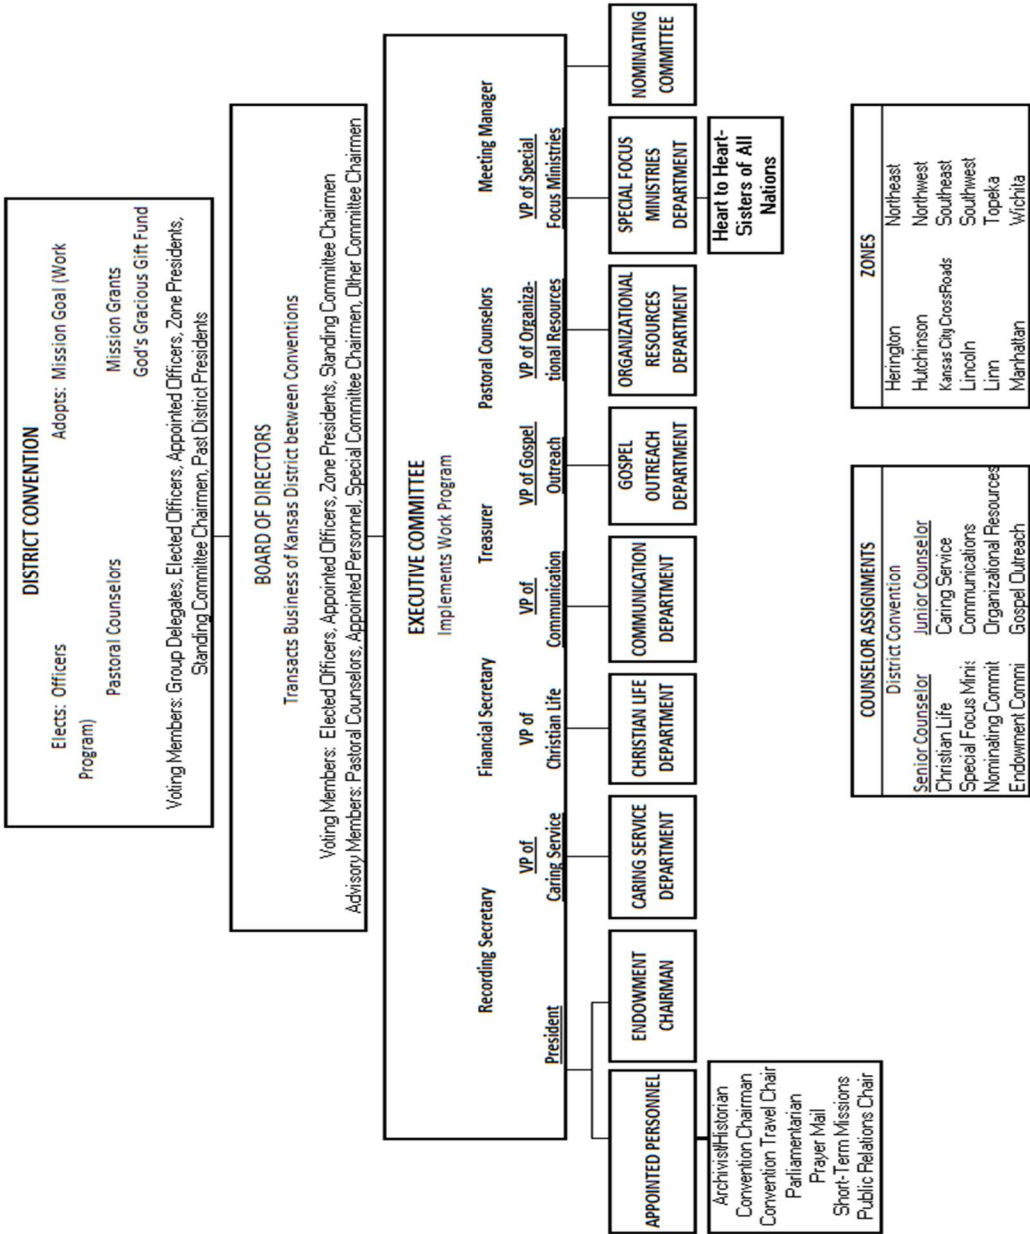 DISTRICT CONVENTION
Elects: Officers Adopts: Mission Goal (Work
Program)
Pastoral Counselors Mission Grants
God's Gracious Gift Fund
Voting Members: Group Delegates, Elected Officers, Appointed Officers, Zone Presidents,
Standing Committee Chairmen, Past District Presidents
BOARD OF DIRECTORS
Transacts Business of Kansas District between Conventions
Voting Members: Elected Officers, Appointed Officers, Zone Presidents, Standing Committee Chairmen
Advisory Members: Pastoral Counselors, Appointed Personnel, Special Committee Chairmen, Other Committee Chairmen
EXECUTIVE COMMITTEE
Implements Work Program
Recording Secretary Financial Secretary Treasurer Pastoral Counselors Meeting Manager
President
VP of
Caring Service
VP of
Christian Life
VP of
Communication
VP of Gospel
Outreach
VP of Organiza-
tional Resources
VP of Special
Focus Ministries
APPOINTED PERSONNEL
ENDOWMENT
CHAIRMAN
CARING SERVICE
DEPARTMENT
CHRISTIAN LIFE
DEPARTMENT
COMMUNICATION
DEPARTMENT
GOSPEL
OUTREACH
DEPARTMENT
ORGANIZATIONAL
RESOURCES
DEPARTMENT
SPECIAL FOCUS
MINISTRIES
DEPARTMENT
NOMINATING
COMMITTEE
Archivist/Historian
Convention Chairman
Convention Travel Chair
Parliamentarian
Prayer Mail
Short-Term Missions
Public Relations Chair
Heart to Heart-
Sisters of All
Nations
COUNSELOR ASSIGNMENTS
District Convention
Senior Counselor Junior Counselor
Christian Life Caring Service
Special Focus Minis Communications
Nominating Commit Organizational Resources
Endowment Commi Gospel Outreach
ZONES
Herington Northeast
Hutchinson Northwest
Kansas City CrossRoads Southeast
Lincoln Southwest
Linn Topeka
Manhattan Wichita